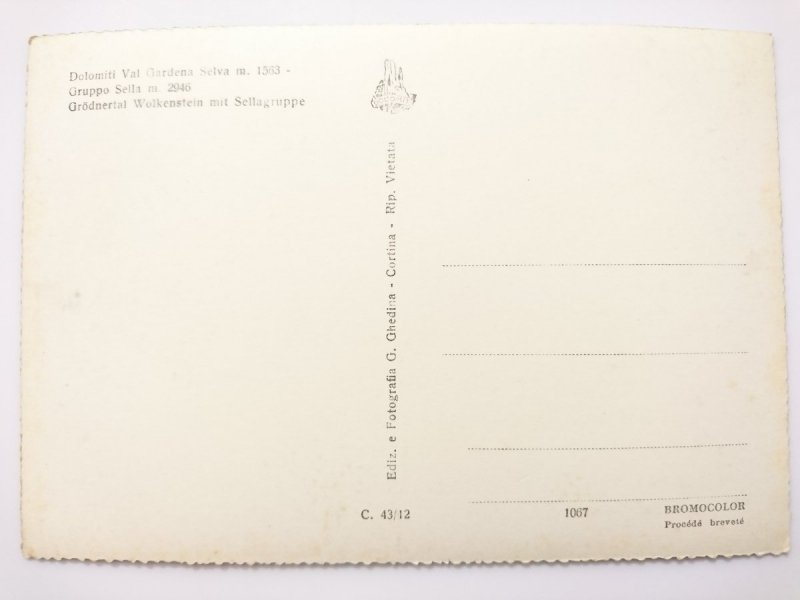 Dolomiti Val Gardena Selva m. 1563 -
Gruppo Sella m. 2946
Grödnertal Wolkenstein mit Sellagruppe
Ediz. e Fotografia G. Ghedina - Cortina - Rip. Vietata
C. 43/12
1067
BROMOCOLOR
Procédé breveté